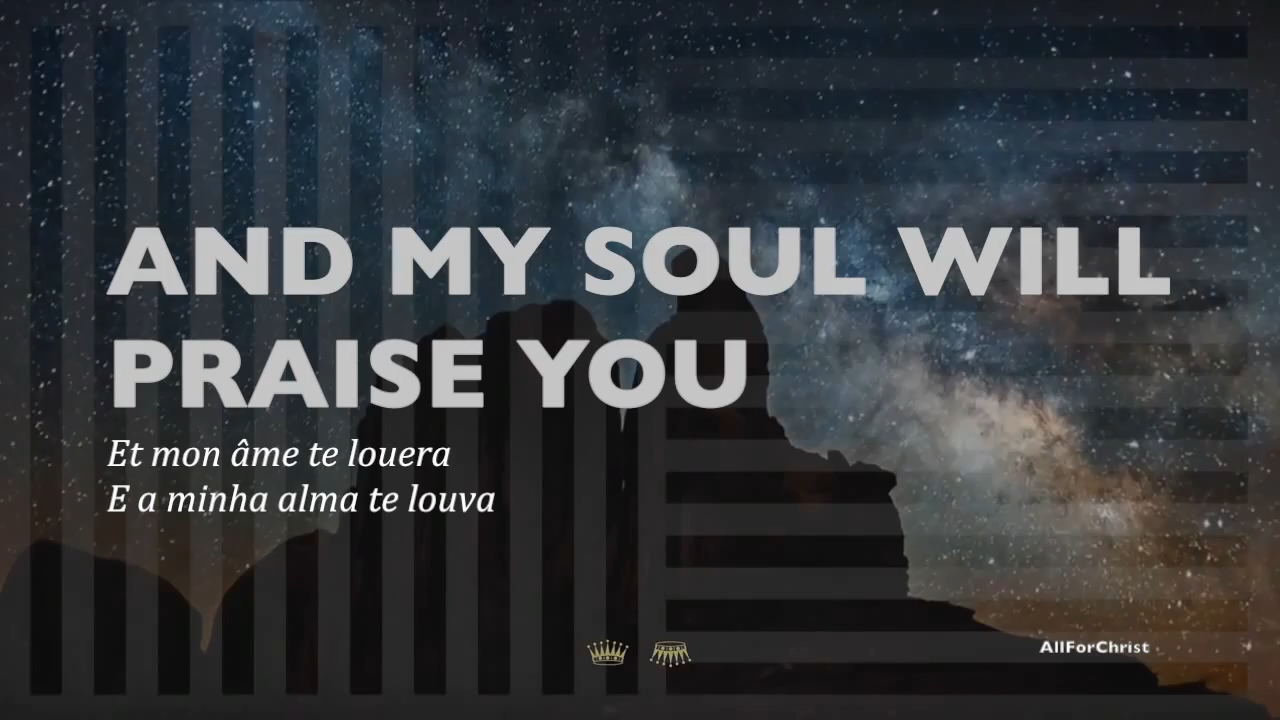 AND MY SOUL WILL
PRAISE YOU
Et mon âme te louera
E a minha alma te louva
AllForChrist